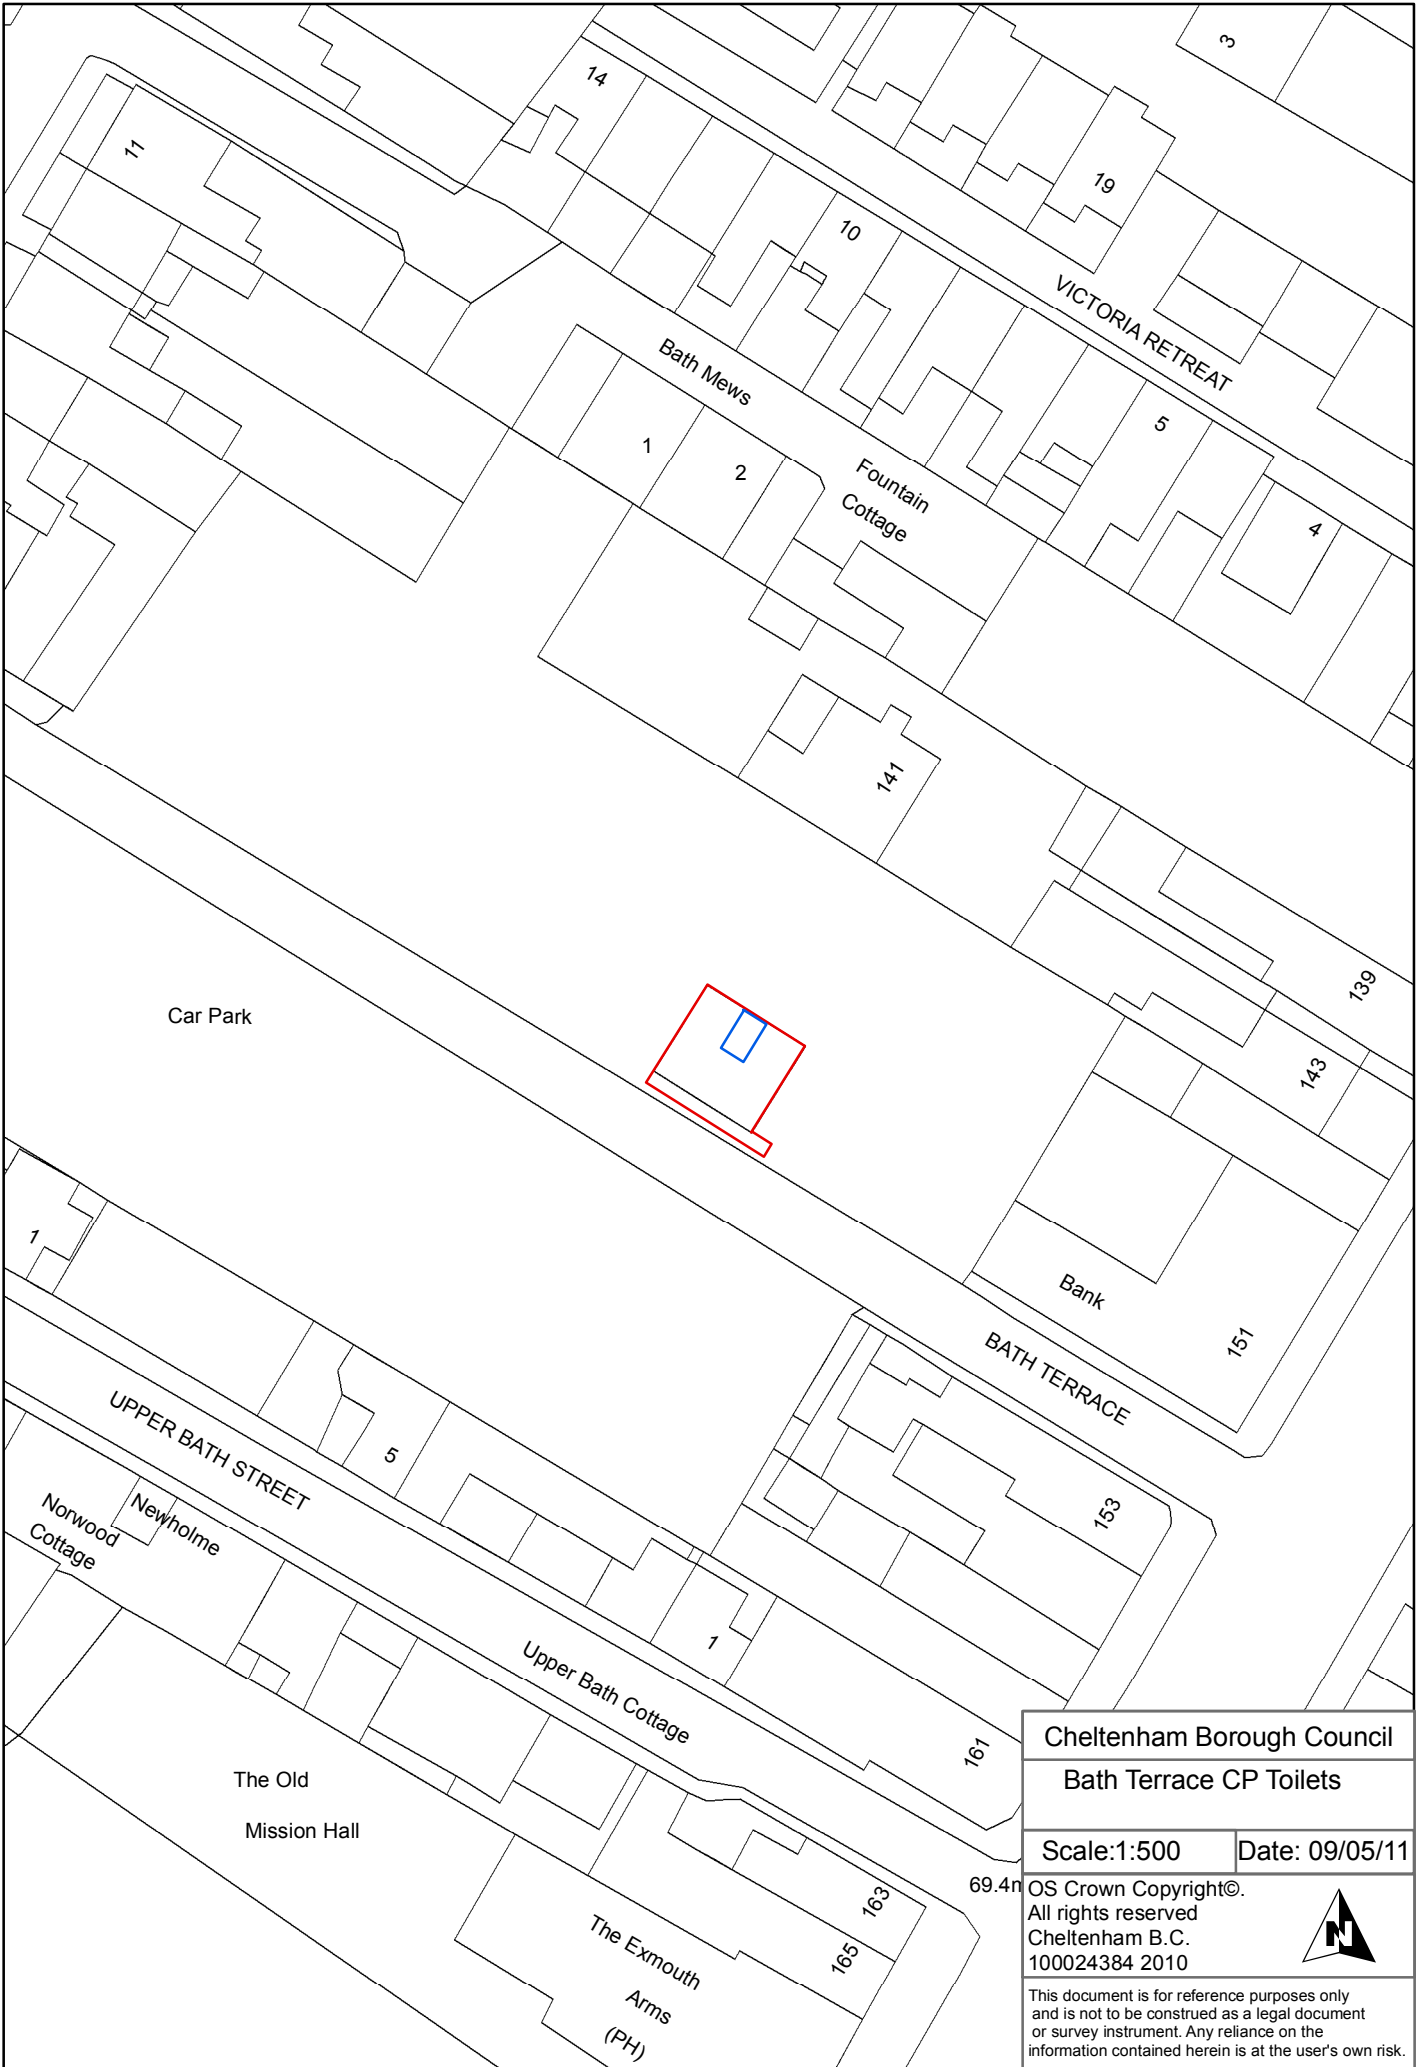 3
14
11
19
10
VICTORIA RETREAT
Bath Mews
5
1
2
Fountain
Cottage
4
141
139
Car Park
143
1
Bank
151
BATH TERRACE
UPPER BATH STREET
5
Norwood
Cottage
Newholme
153
1
Upper Bath Cottage
161
The Old
Mission Hall
163
165
69.4m
The Exmouth
Arms
(PH)
Cheltenham Borough Council
Bath Terrace CP Toilets
Scale:1:500
Date: 09/05/11
OS Crown Copyright©.
All rights reserved
Cheltenham B.C.
100024384 2010
N
This document is for reference purposes only
and is not to be construed as a legal document
or survey instrument. Any reliance on the
information contained herein is at the user's own risk.